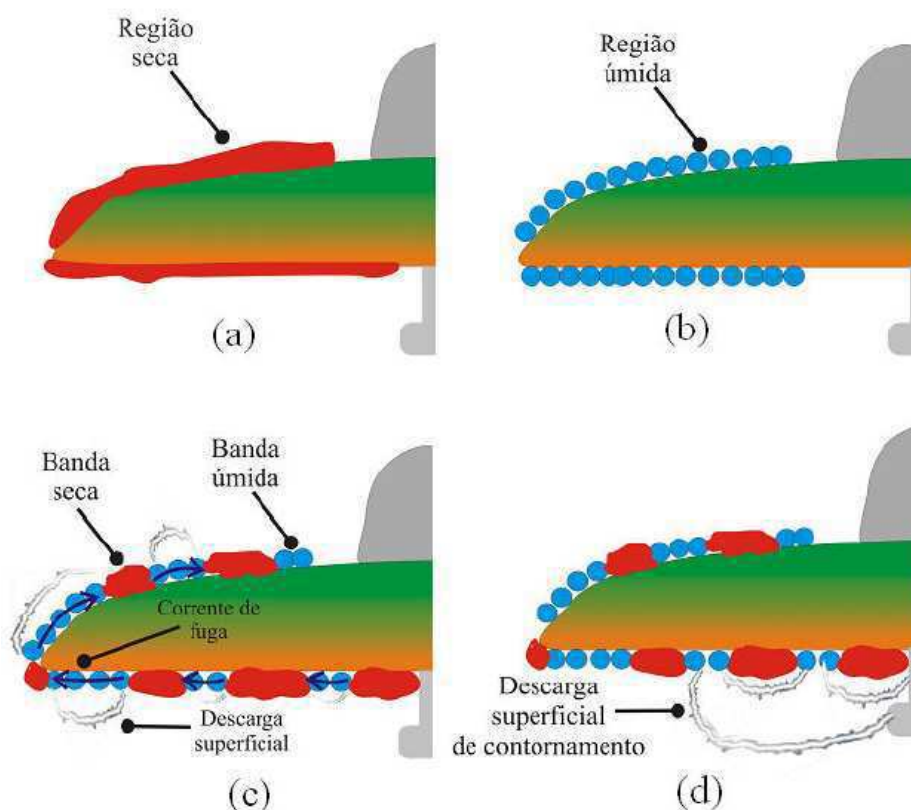 Região
seca
(a)
Região
úmida
(b)
Banda
seca
Banda
úmida
Corrente de
fuga
Descarga
superficial
(c)
Descarga
superficial
de contornamento
(d)